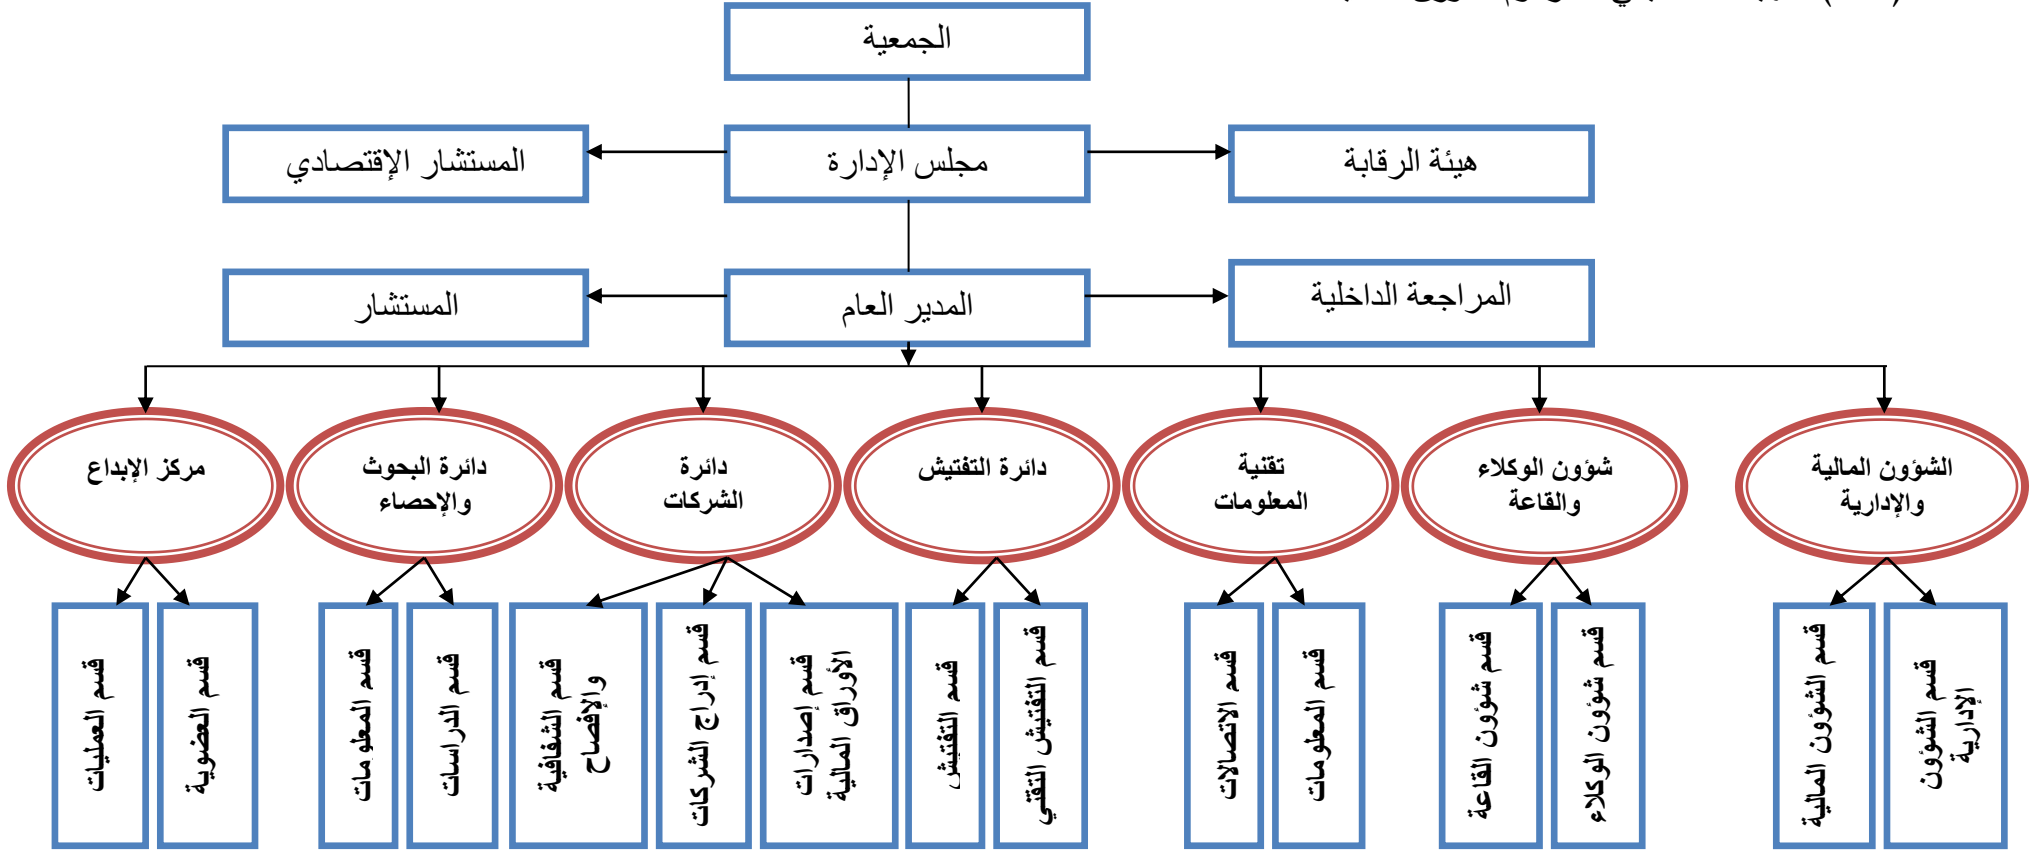 الجمعية
هيئة الرقابة
مجلس الإدارة
المستشار الإقتصادي
المراجعة الداخلية
المدير العام
المستشار
الشؤون المالية
والإدارية
شؤون الوكلاء
والقاعة
تقنية
المعلومات
دائرة التفتيش
دائرة
الشركات
دائرة البحوث
والإحصاء
مركز الإبداع
قسم الشؤون
الإدارية
قسم الشؤون المالية
قسم شؤون الوكلاء
قسم شؤون القاعة
قسم المعلومات
قسم الاتصالات
قسم التفتيش التقني
قسم التفتيش
قسم إصدارات
الأوراق المالية
قسم إدراج الشركات
قسم الشفافية
والإفصاح
قسم الدراسات
قسم المعلومات
قسم العضوية
قسم العمليات